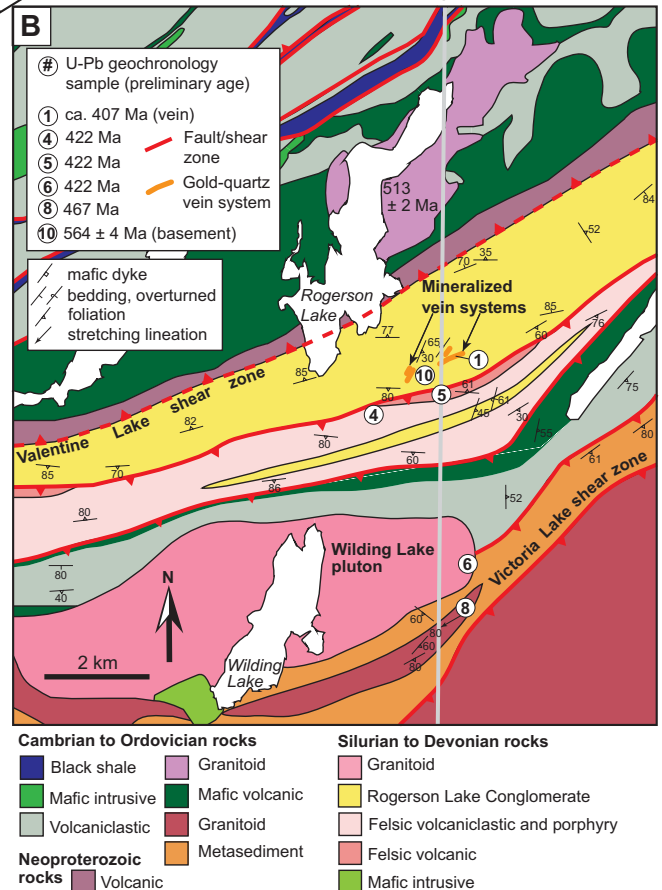 B
# U-Pb geochronology
sample (preliminary age)
1 ca. 407 Ma (vein)
4 422 Ma
5 422 Ma
6 422 Ma
8 467 Ma
10 564 ± 4 Ma (basement)
Fault/shear
zone
Gold-quartz
vein system
mafic dyke
bedding, overturned
foliation
stretching lineation
513
± 2 Ma
84
52
35
70
Mineralized
vein systems
Rogerson
Lake
77
85
65
30
60
76
1
10
85
80
61
5
4
75
Valentine Lake shear zone
82
61
45
30
55
80
80
60
61
85
70
86
52
80
Victoria Lake shear zone
Wilding Lake
pluton
6
80
40
N
8
60
80
60
80
2 km
Wilding
Lake
Cambrian to Ordovician rocks
Black shale
Mafic intrusive
Volcaniclastic
Granitoid
Mafic volcanic
Granitoid
Metasediment
Neoproterozoic
rocks
Volcanic
Silurian to Devonian rocks
Granitoid
Rogerson Lake Conglomerate
Felsic volcaniclastic and porphyry
Felsic volcanic
Mafic intrusive